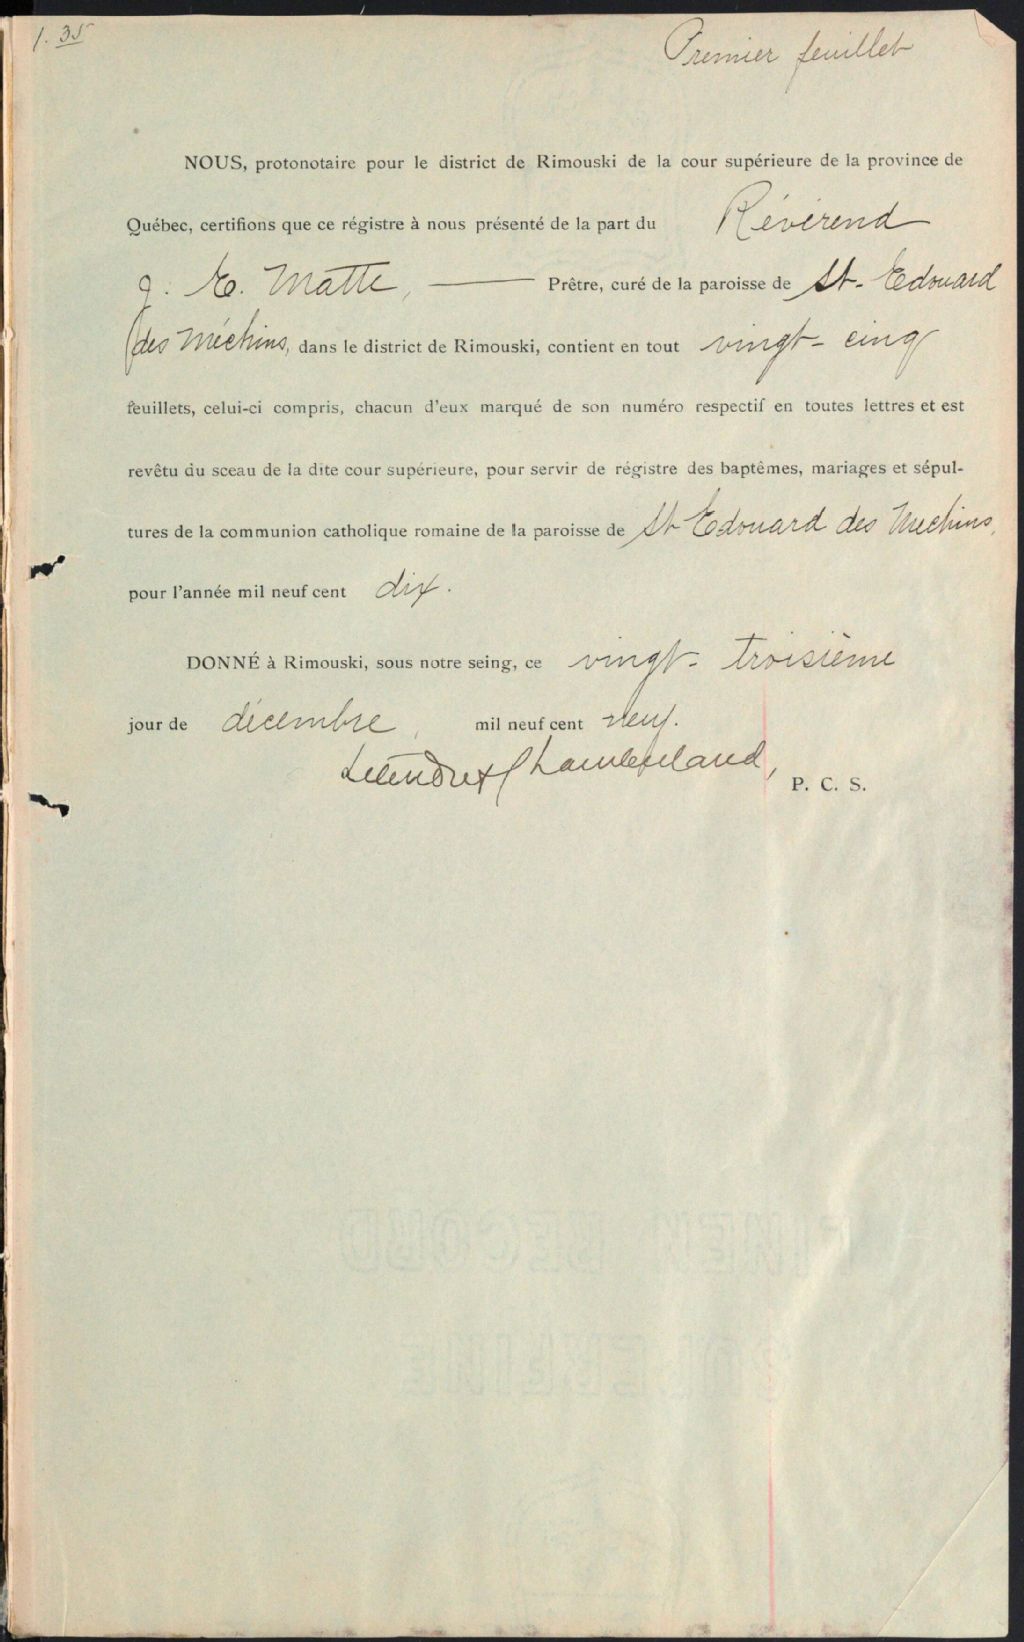 1.35
Premier feuillet
NOUS, protonotaire pour le district de Rimouski de la cour supérieure de la province de
Québec, certifions que ce régistre à nous présenté de la part du Révérend
J. E. Matte, — Prêtre, curé de la paroisse de St-Edouard
des Méchins, dans le district de Rimouski, contient en tout vingt-cinq
feuillets, celui-ci compris, chacun d'eux marqué de son numéro respectif en toutes lettres et est
revêtu du sceau de la dite cour supérieure, pour servir de régistre des baptêmes, mariages et sépul-
tures de la communion catholique romaine de la paroisse de St Edouard des Mechins,
pour l'année mil neuf cent dix.
DONNÉ à Rimouski, sous notre seing, ce vingt-troisième
jour de décembre, mil neuf cent neuf.
Chamberland,
P. C. S.